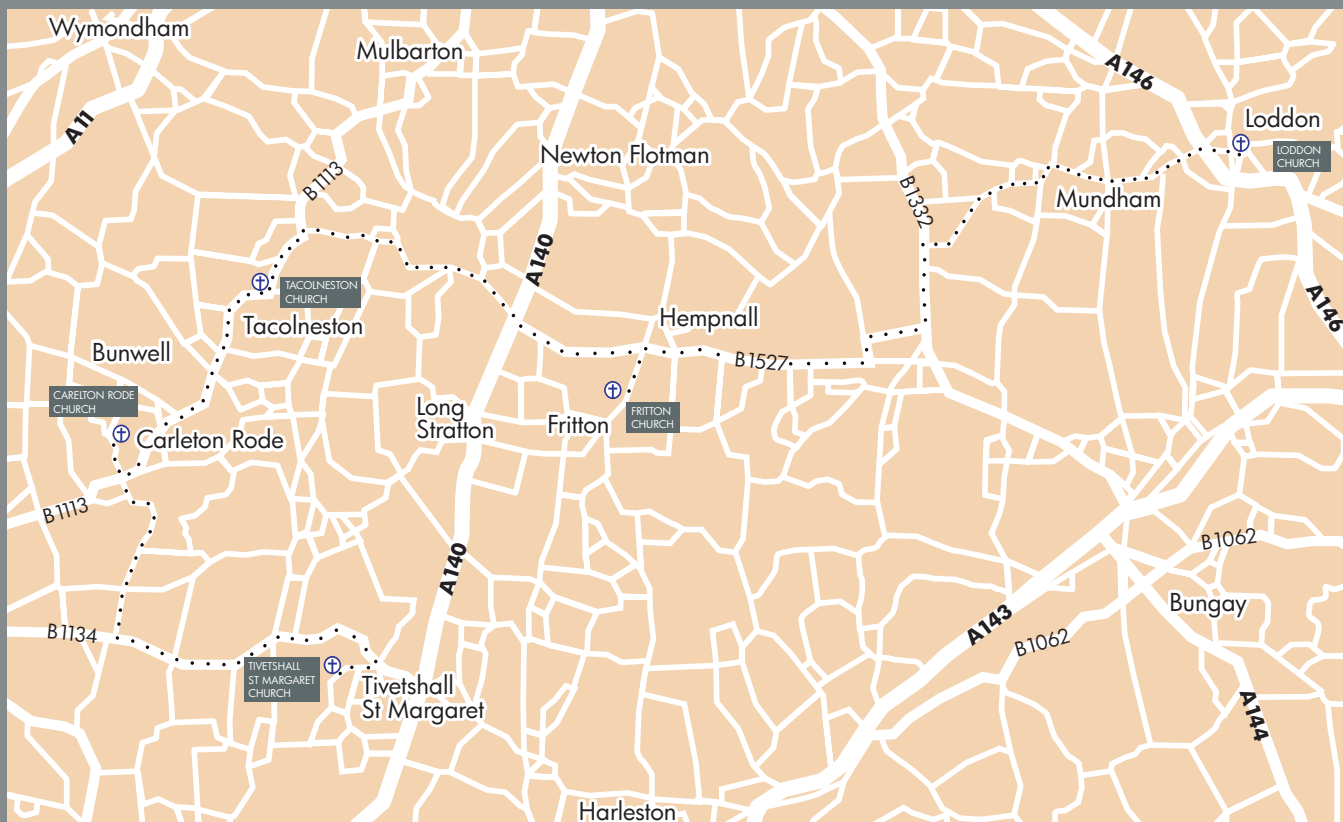 Wymondham
Mulbarton
A146
A11
Loddon
LODDON
CHURCH
Newton Flotman
B1113
B1332
Mundham
A140
TACOLNESTON
CHURCH
A146
Tacolneston
Hempnall
Bunwell
B1527
CARELTON RODE
CHURCH
Long
Stratton
FRITTON
CHURCH
Fritton
Carleton Rode
B1113
B1062
A140
Bungay
A143
B1134
B1062
TIVETSHALL
ST MARGARET
CHURCH
Tivetshall
St Margaret
A144
Harleston